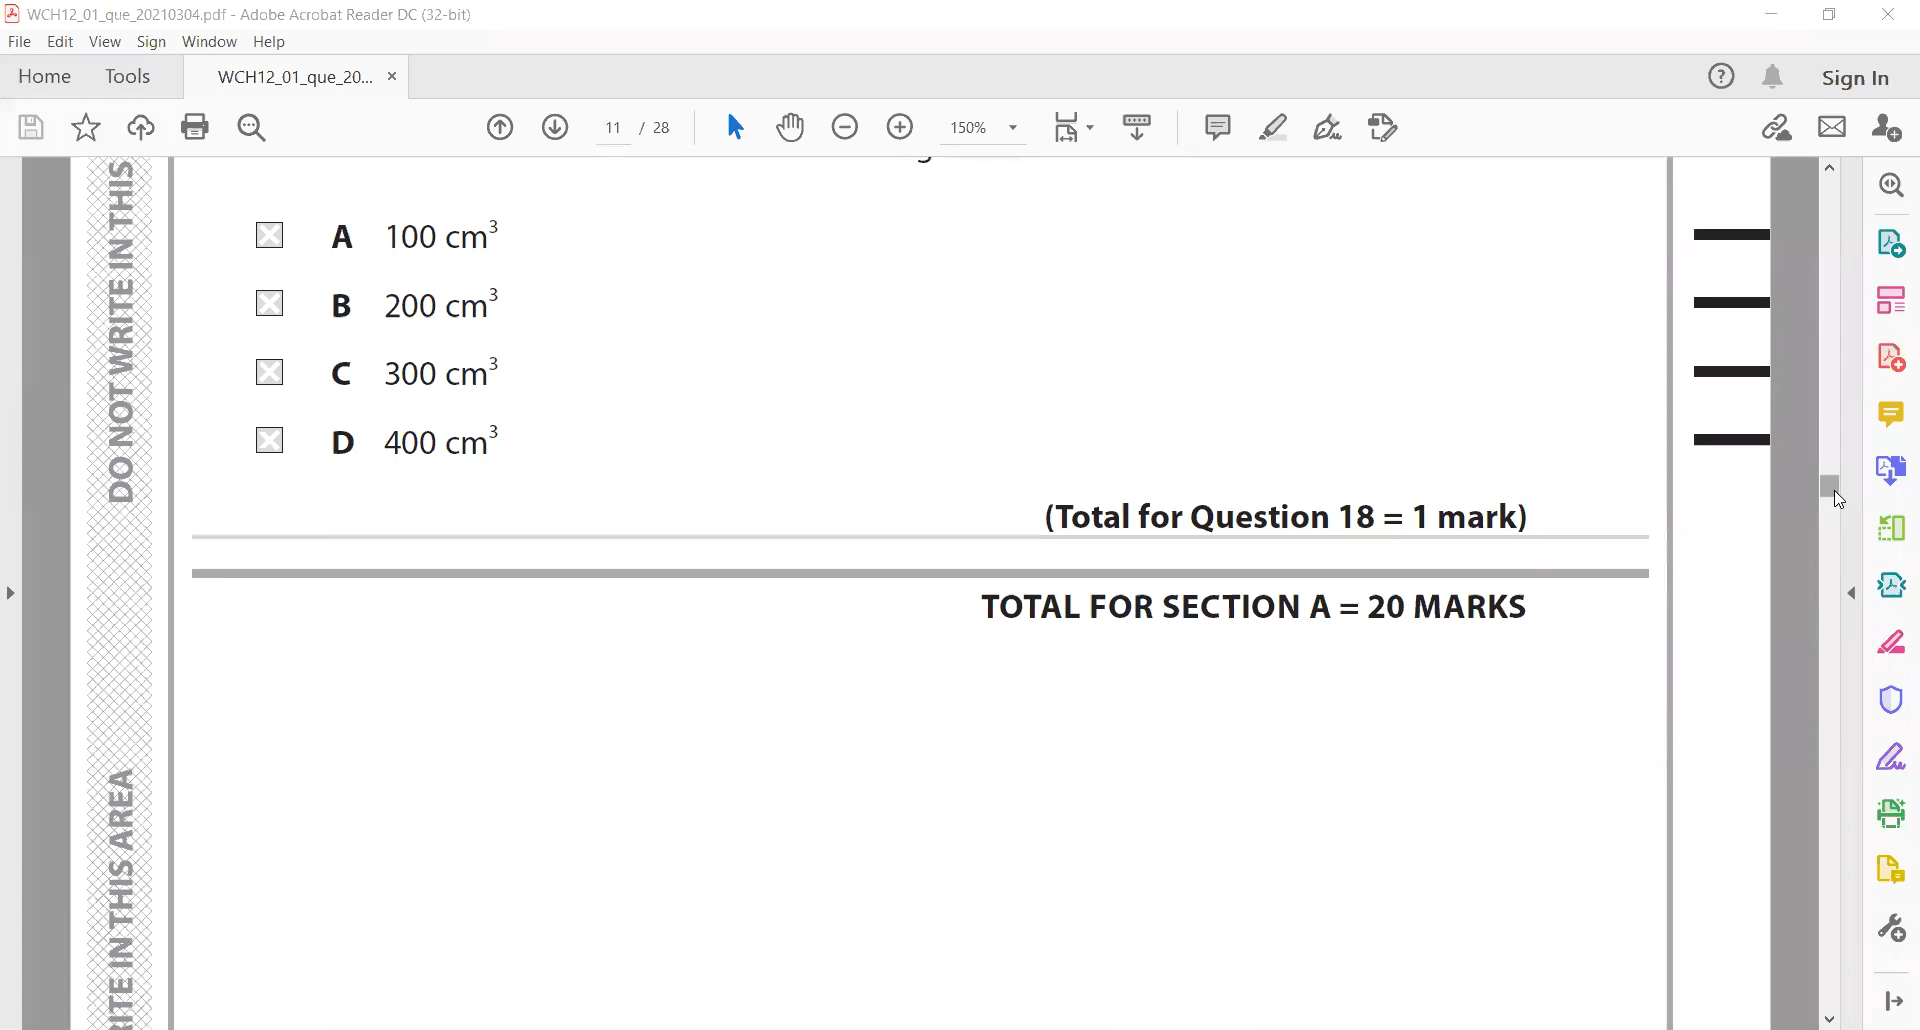 WCH12_01_que_20210304.pdf - Adobe Acrobat Reader DC (32-bit)
File Edit View Sign Window Help
Home Tools WCH12_01_que_20... × Sign In
11 / 28 150%
DO NOT WRITE IN THIS
A 100 cm³
B 200 cm³
C 300 cm³
D 400 cm³
(Total for Question 18 = 1 mark)
TOTAL FOR SECTION A = 20 MARKS
ITE IN THIS AREA